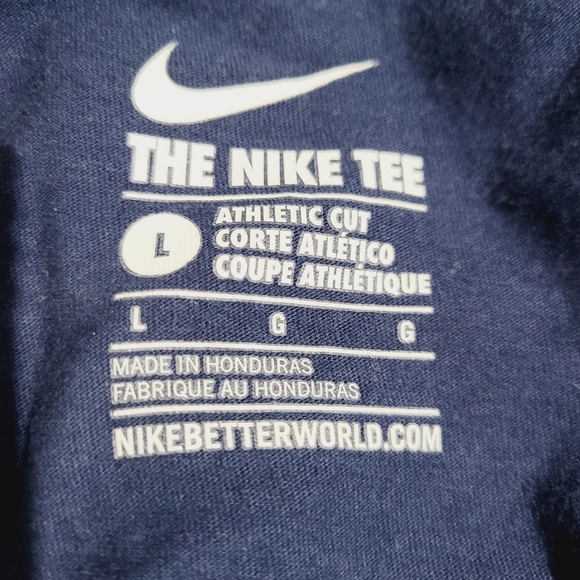 THE NIKE TEE
L
ATHLETIC CUT
CORTE ATLÉTICO
COUPE ATHLÉTIQUE
L G G
MADE IN HONDURAS
FABRIQUE AU HONDURAS
NIKEBETTERWORLD.COM